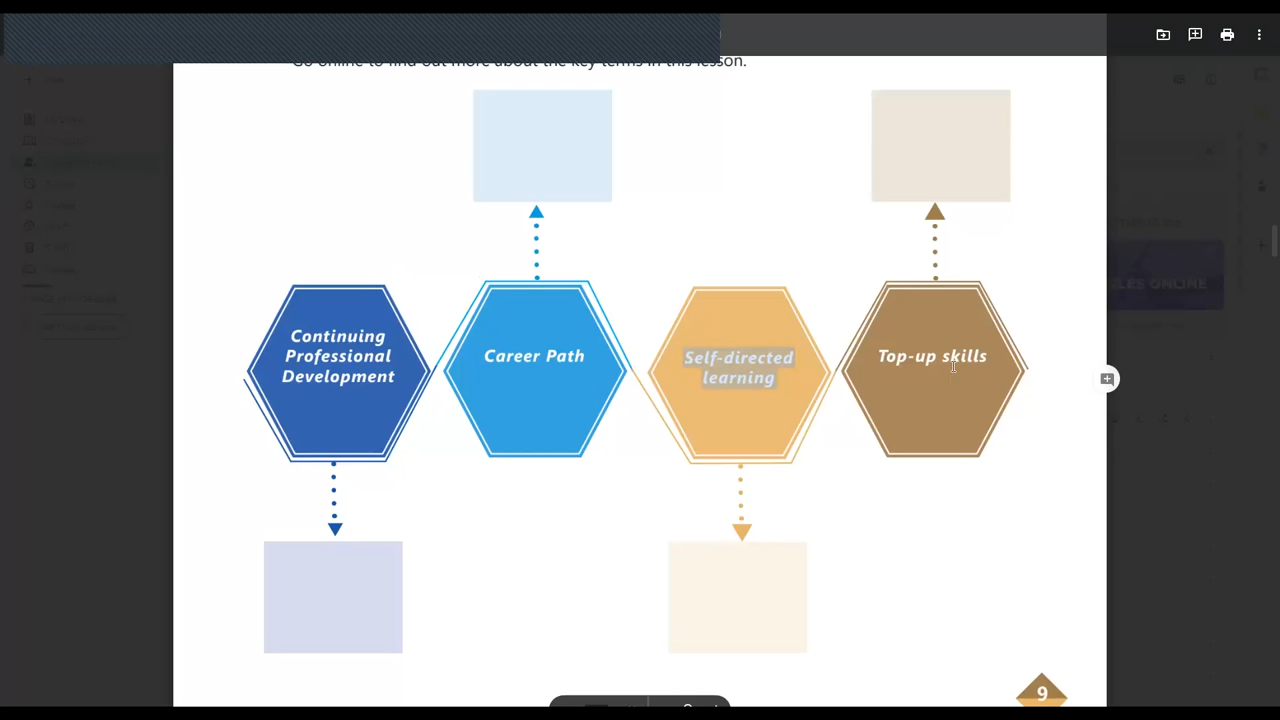 Go online to find out more about the key terms in this lesson.
Continuing
Professional
Development
Career Path
Self-directed
learning
Top-up skills
9